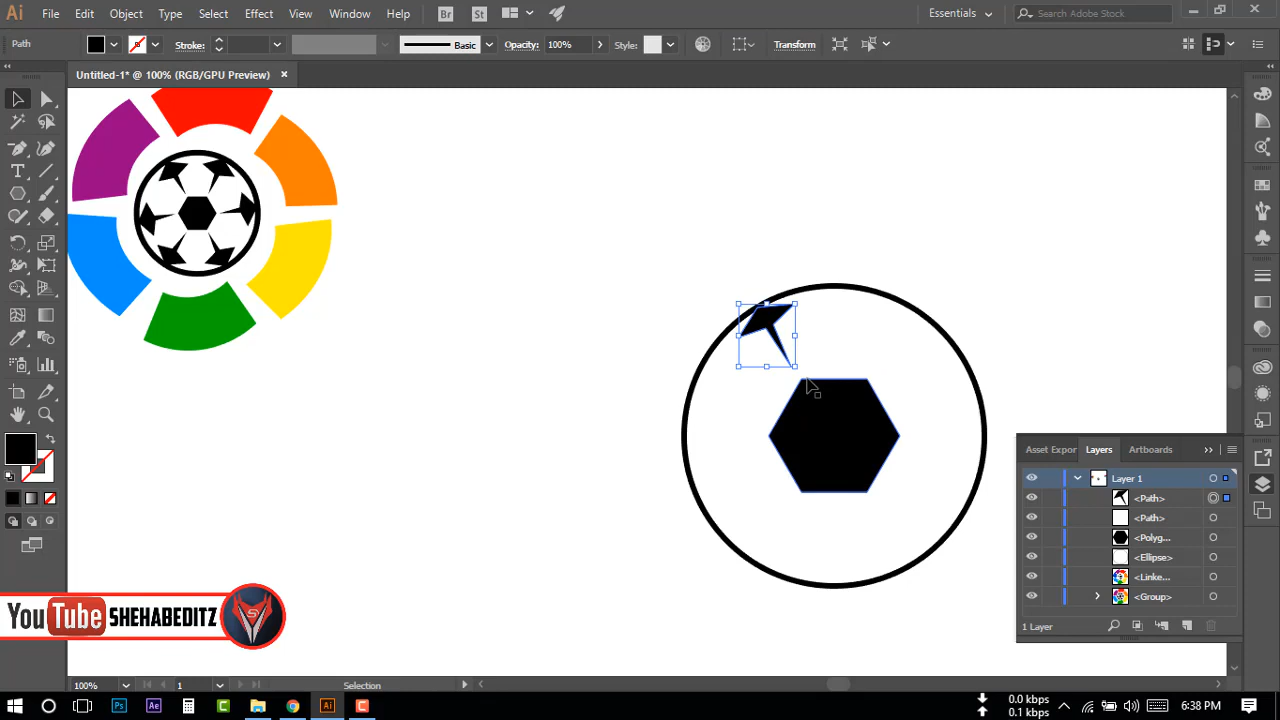 Ai File Edit Object Type Select Effect View Window Help Br St Essentials Search Adobe Stock
Path Stroke: Basic Opacity: 100% Style: Transform
Untitled-1* @ 100% (RGB/GPU Preview)
Asset Expor Layers Artboards
Layer 1
<Path>
<Path>
<Polyg...
<Ellipse>
<Linke...
<Group>
1 Layer
YouTube SHEHABEDITZ
100% 1 Selection
Ps Ae C Ai C
0.0 kbps
0.1 kbps
6:38 PM